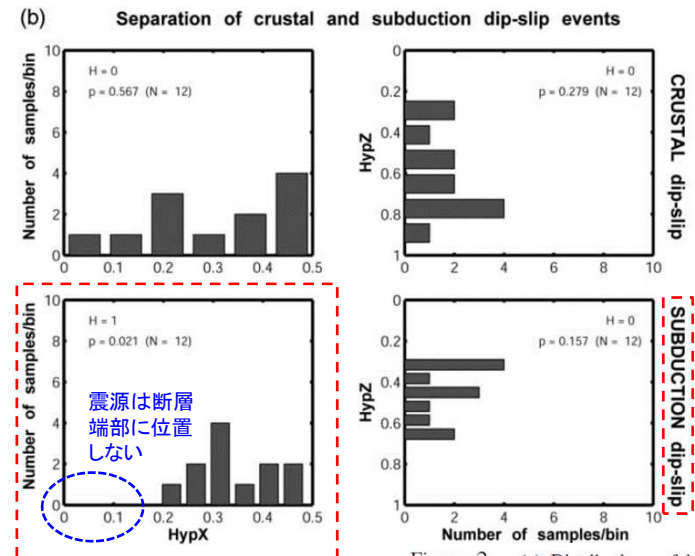 (b) Separation of crustal and subduction dip-slip events
Number of samples/bin
10
8
6
4
2
0
H = 0
p = 0.567 (N = 12)
0 0.1 0.2 0.3 0.4 0.5
HypZ
0
0.2
0.4
0.6
0.8
1
H = 0
p = 0.279 (N = 12)
0 2 4 6 8 10
CRUSTAL dip-slip
Number of samples/bin
10
8
6
4
2
0
H = 1
p = 0.021 (N = 12)
震源は断層
端部に位置
しない
0 0.1 0.2 0.3 0.4 0.5
HypX
HypZ
0
0.2
0.4
0.6
0.8
1
H = 0
p = 0.157 (N = 12)
0 2 4 6 8 10
Number of samples/bin
SUBDUCTION dip-slip